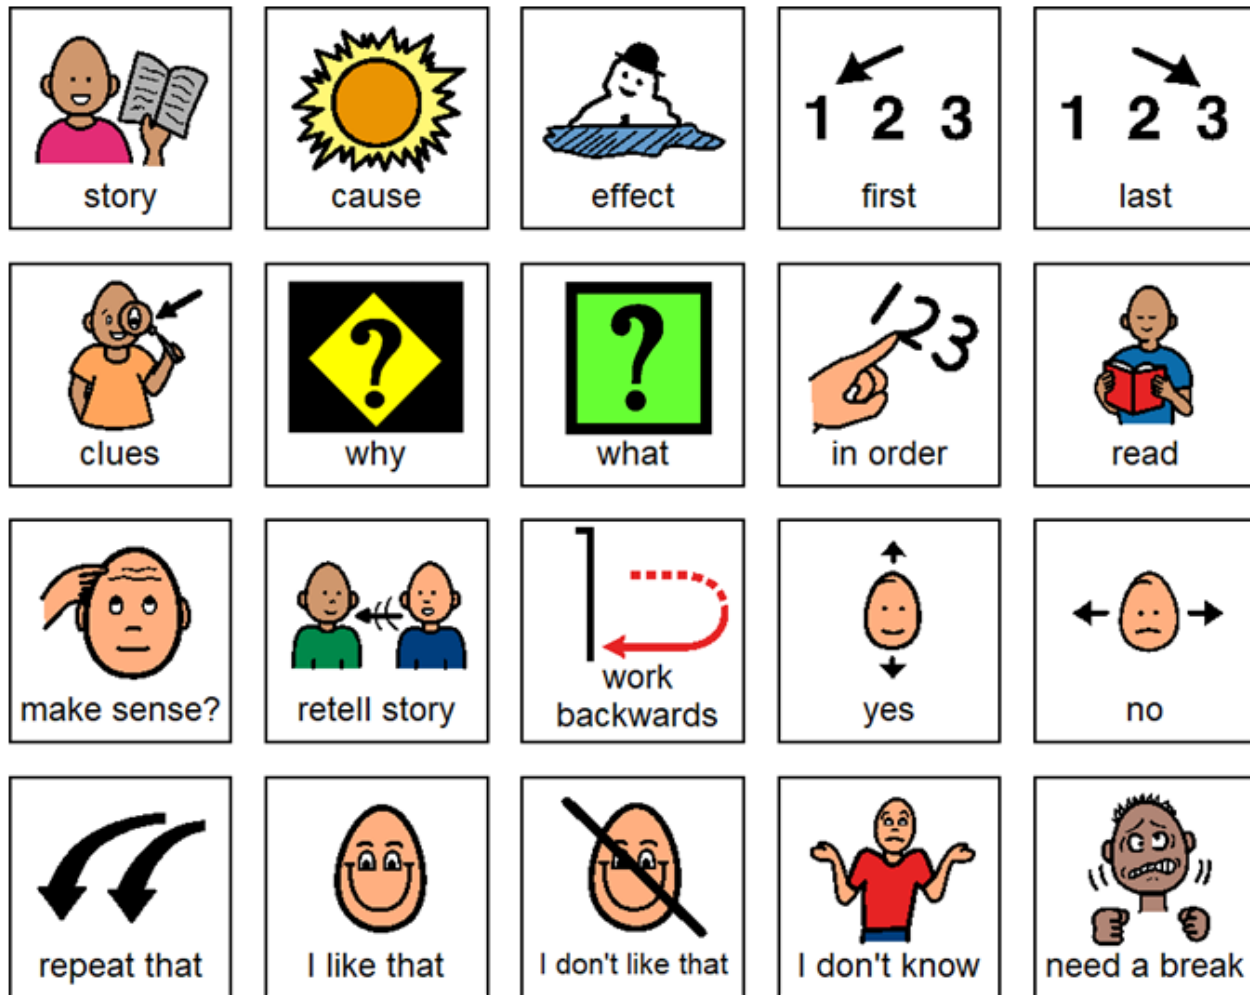 story
cause
effect
1 2 3
first
1 2 3
last
clues
?
why
?
what
123
in order
read
make sense?
retell story
work
backwards
yes
no
repeat that
I like that
I don't like that
I don't know
need a break